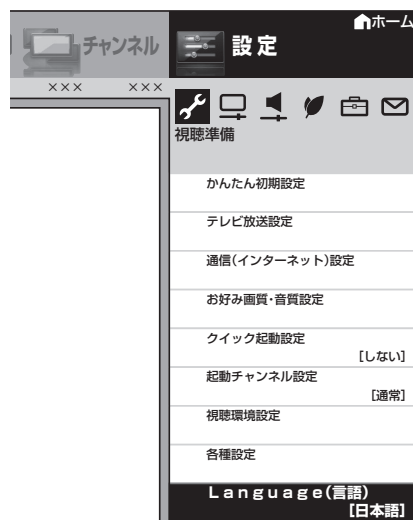 ホーム
チャンネル
設定
××× ×××
視聴準備
かんたん初期設定
テレビ放送設定
通信(インターネット)設定
お好み画質・音質設定
クイック起動設定
[しない]
起動チャンネル設定
[通常]
視聴環境設定
各種設定
Language(言語)
[日本語]